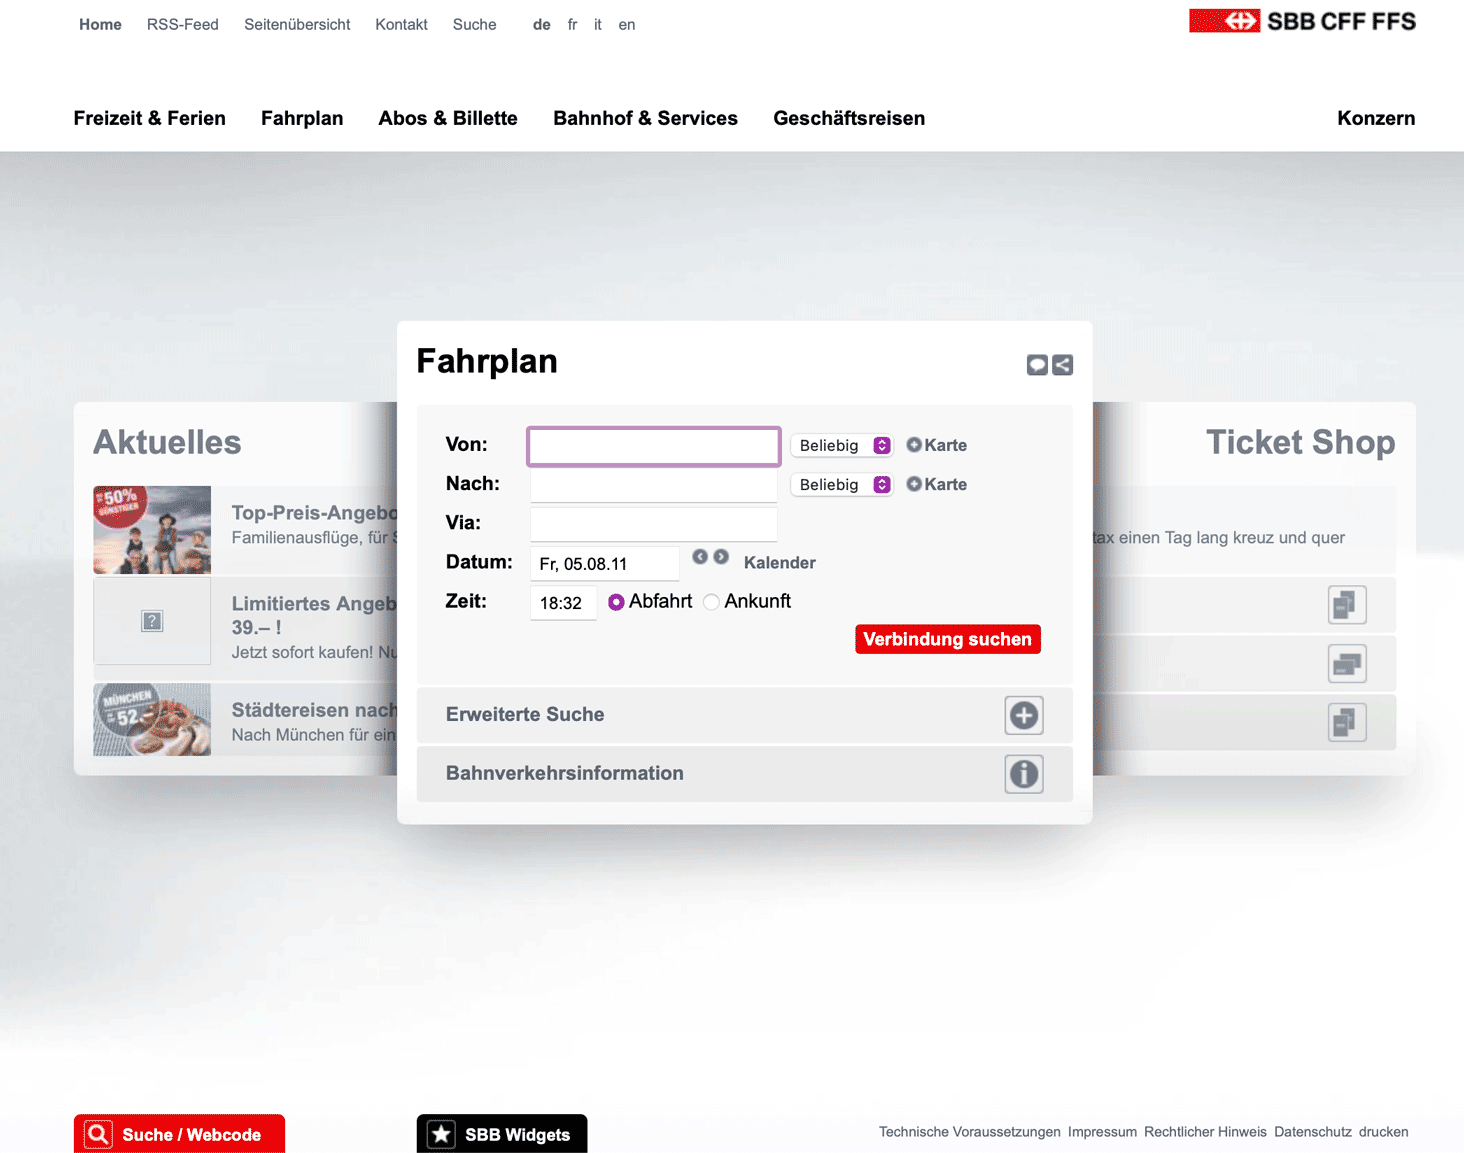 Home RSS-Feed Seitenübersicht Kontakt Suche de fr it en
SBB CFF FFS
Freizeit & Ferien Fahrplan Abos & Billette Bahnhof & Services Geschäftsreisen Konzern
Fahrplan
Von: Beliebig Karte
Nach: Beliebig Karte
Via:
Datum: Fr, 05.08.11 Kalender
Zeit: 18:32 Abfahrt Ankunft
Verbindung suchen
Erweiterte Suche
Bahnverkehrsinformation
Aktuelles
50%
GÜNSTIGER
Top-Preis-Angebo
Familienausflüge, für S
Limitiertes Angeb
39.– !
Jetzt sofort kaufen! Nu
MÜNCHEN
52.–
Städtereisen nach
Nach München für ein
Ticket Shop
tax einen Tag lang kreuz und quer
Suche / Webcode
SBB Widgets
Technische Voraussetzungen Impressum Rechtlicher Hinweis Datenschutz drucken